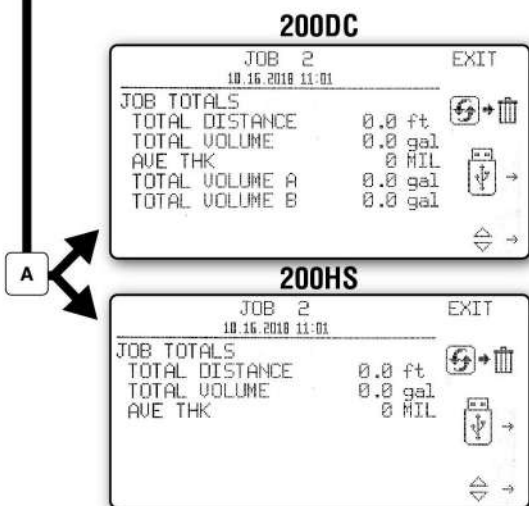 200DC
JOB 2 EXIT
10.16.2018 11:01
JOB TOTALS
TOTAL DISTANCE 0.0 ft
TOTAL VOLUME 0.0 gal
AVE THK 0 MIL
TOTAL VOLUME A 0.0 gal
TOTAL VOLUME B 0.0 gal
A
200HS
JOB 2 EXIT
10.16.2018 11:01
JOB TOTALS
TOTAL DISTANCE 0.0 ft
TOTAL VOLUME 0.0 gal
AVE THK 0 MIL